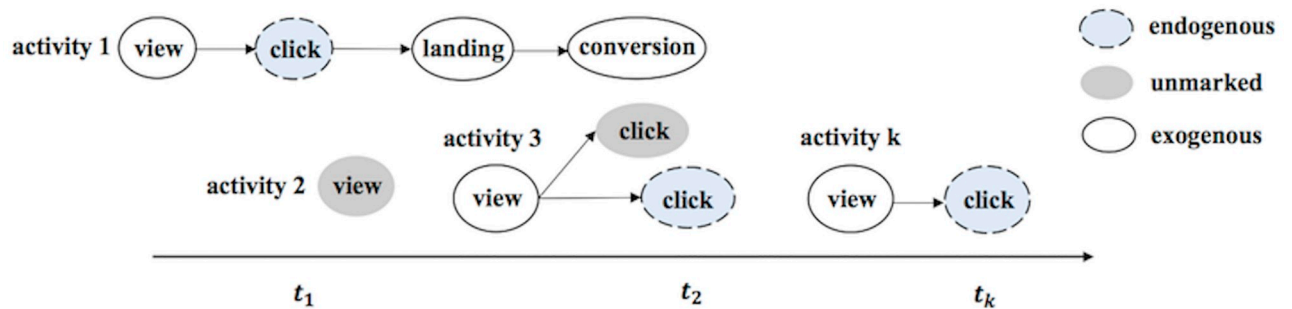 activity 1 view click landing conversion
endogenous
unmarked
exogenous
activity 3 click activity k
activity 2 view view click view click
t₁ t₂ tₖ